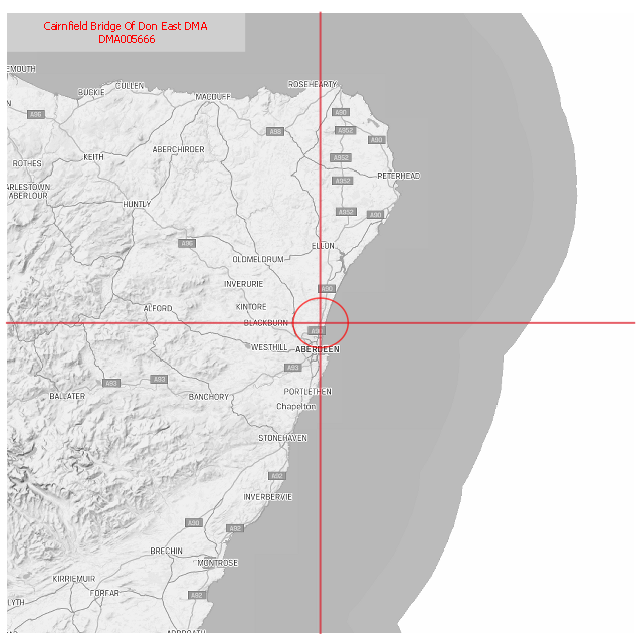 Cairnfield Bridge Of Don East DMA
DMA005666
EMOUTH
BUCKIE
CULLEN
MACDUFF
ROSEHEARTY
A96
A98
A90
A952
A90
ABERCHIRDER
KEITH
ROTHES
A952
PETERHEAD
A952
ARLESTOWN
ABERLOUR
HUNTLY
A952
A90
A96
ELLON
OLDMELDRUM
INVERURIE
A90
KINTORE
ALFORD
BLACKBURN
A90
WESTHILL
ABERDEEN
A93
A93
A93
BALLATER
BANCHORY
PORTLETHEN
Chapelton
STONEHAVEN
A92
INVERBERVIE
A90
A92
BRECHIN
MONTROSE
KIRRIEMUIR
FORFAR
A92
LYTH
ARBROATH